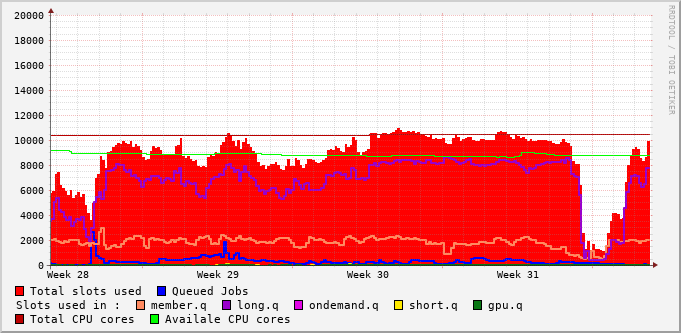 20000
18000
16000
14000
12000
10000
8000
6000
4000
2000
0
Week 28 Week 29 Week 30 Week 31
Total slots used Queued Jobs
Slots used in : member.q long.q ondemand.q short.q gpu.q
Total CPU cores Availale CPU cores
RRDTOOL / TOBI OETIKER